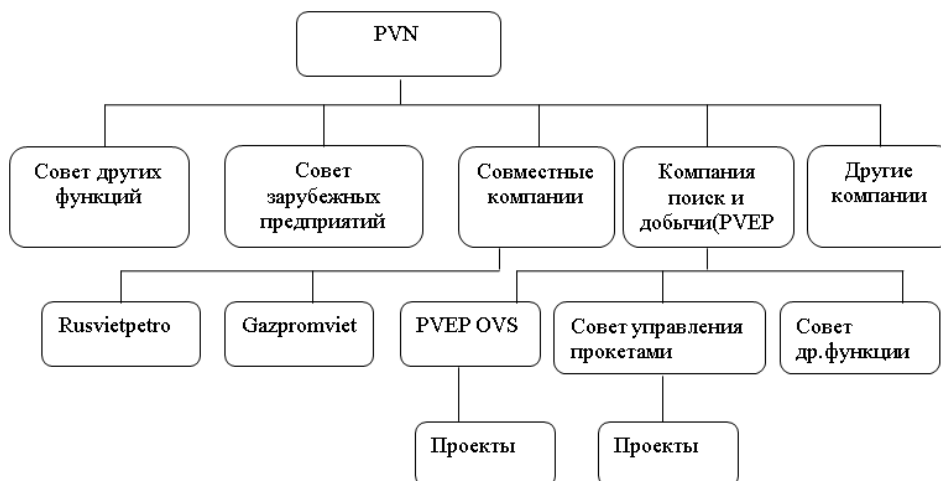 PVN
Совет других
функций
Совет
зарубежных
предприятий
Совместные
компании
Компания
поиск и
добычи(PVEP
Другие
компании
Rusvietpetro
Gazpromviet
PVEP OVS
Совет управления
прокетами
Совет
др.функции
Проекты
Проекты